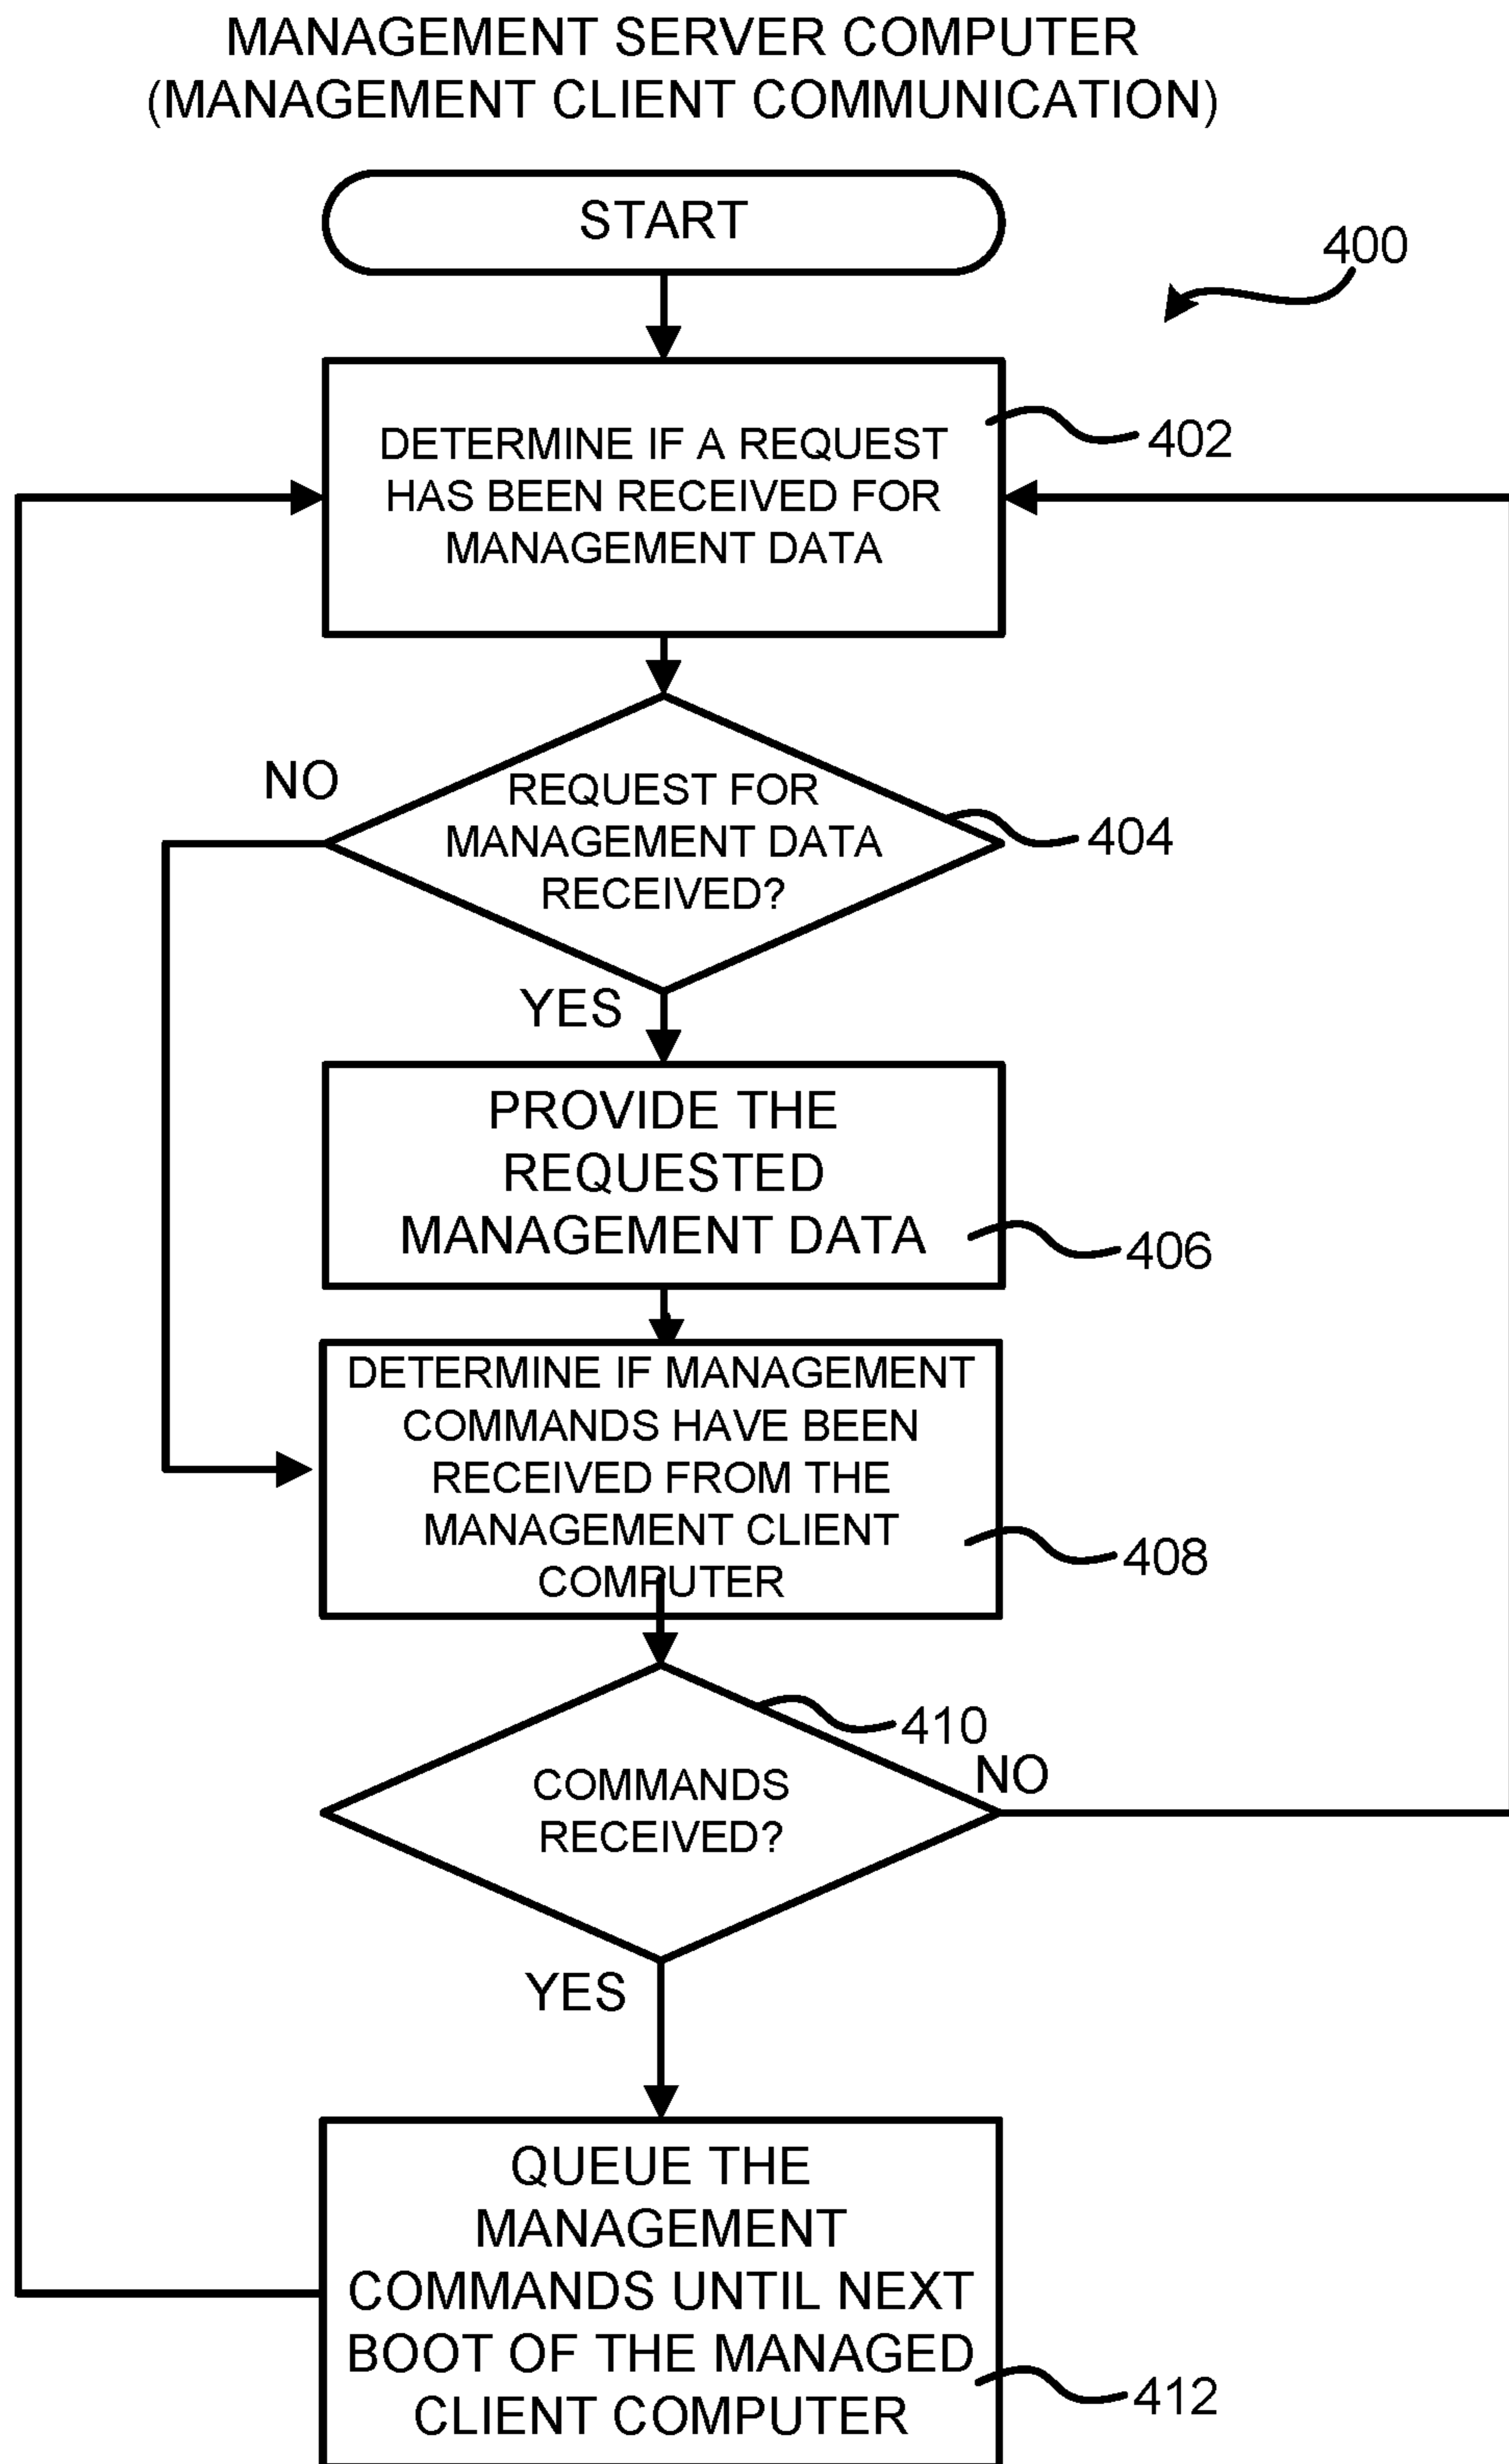 MANAGEMENT SERVER COMPUTER
(MANAGEMENT CLIENT COMMUNICATION)
START
400
DETERMINE IF A REQUEST
HAS BEEN RECEIVED FOR
MANAGEMENT DATA
402
NO
REQUEST FOR
MANAGEMENT DATA
RECEIVED?
404
YES
PROVIDE THE
REQUESTED
MANAGEMENT DATA
406
DETERMINE IF MANAGEMENT
COMMANDS HAVE BEEN
RECEIVED FROM THE
MANAGEMENT CLIENT
COMPUTER
408
410
NO
COMMANDS
RECEIVED?
YES
QUEUE THE
MANAGEMENT
COMMANDS UNTIL NEXT
BOOT OF THE MANAGED
CLIENT COMPUTER
412